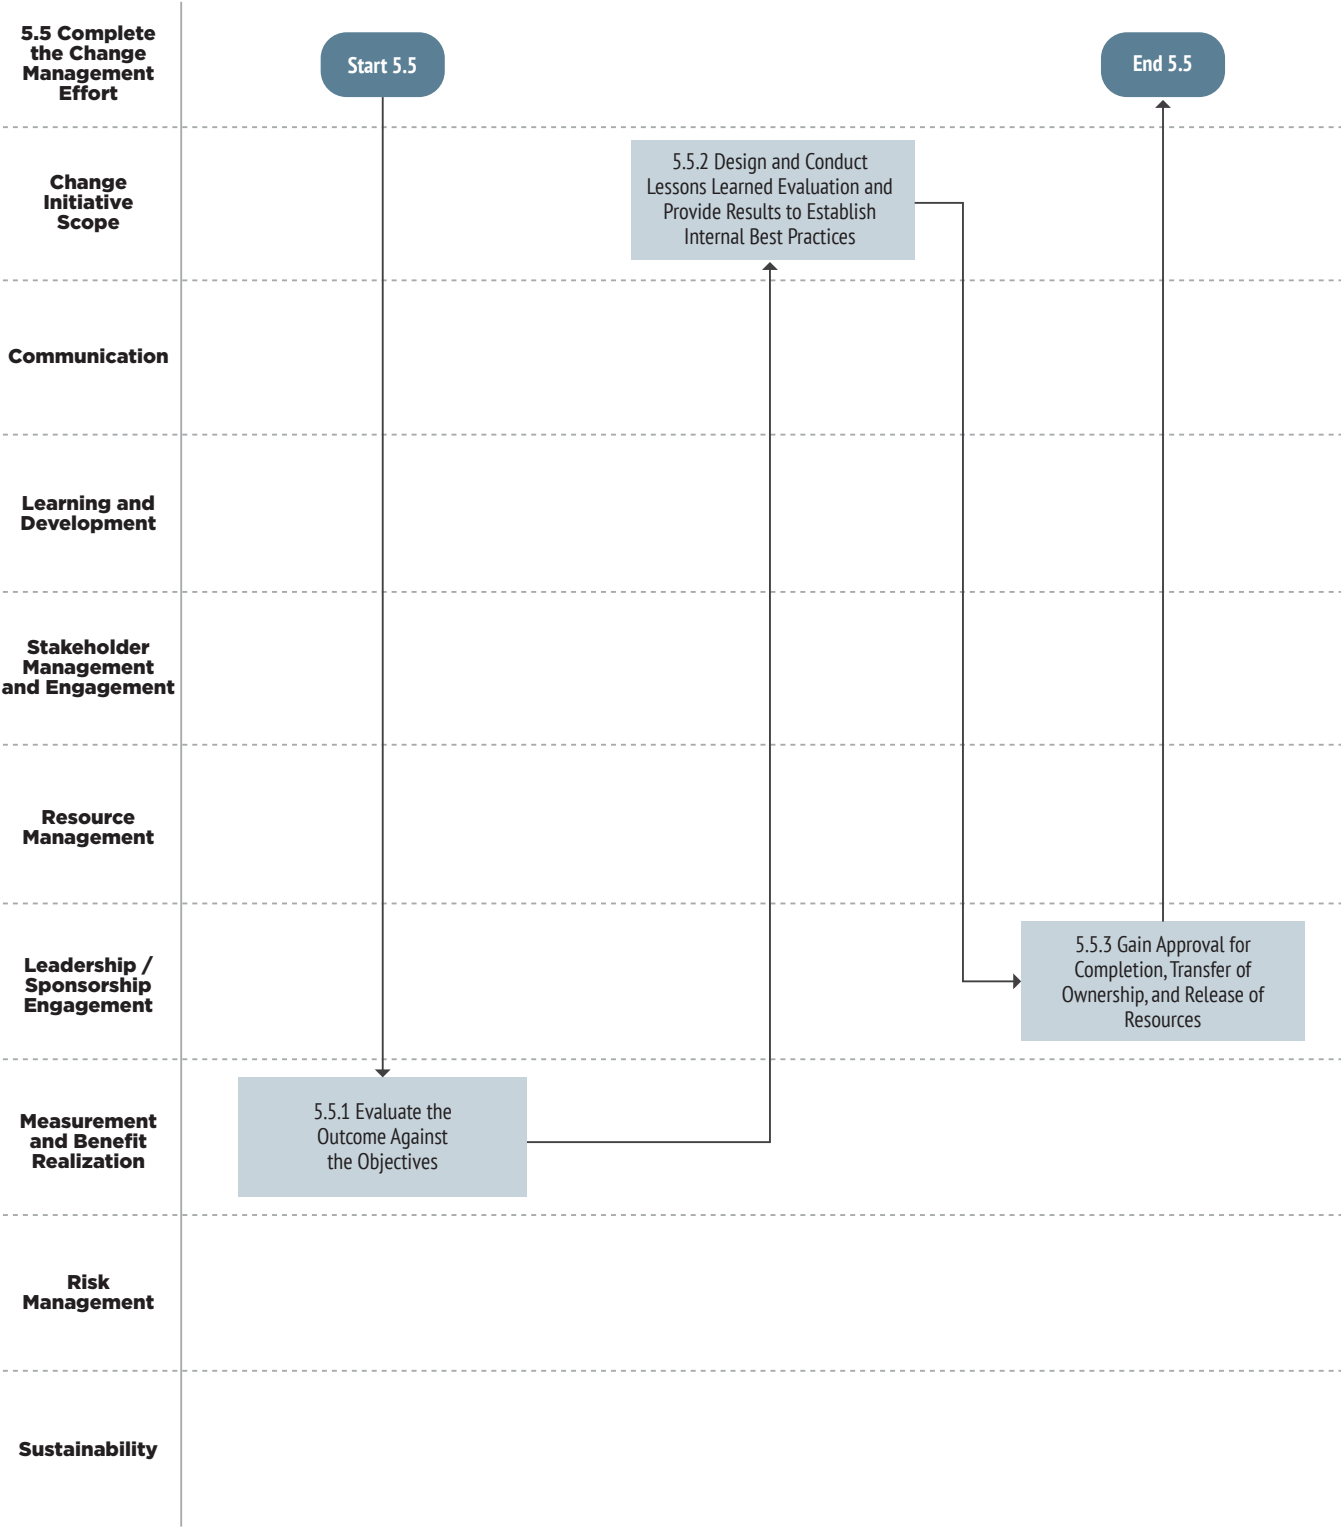 5.5 Complete
the Change
Management
Effort
Start 5.5
End 5.5
Change
Initiative
Scope
5.5.2 Design and Conduct
Lessons Learned Evaluation and
Provide Results to Establish
Internal Best Practices
Communication
Learning and
Development
Stakeholder
Management
and Engagement
Resource
Management
Leadership /
Sponsorship
Engagement
5.5.3 Gain Approval for
Completion, Transfer of
Ownership, and Release of
Resources
Measurement
and Benefit
Realization
5.5.1 Evaluate the
Outcome Against
the Objectives
Risk
Management
Sustainability